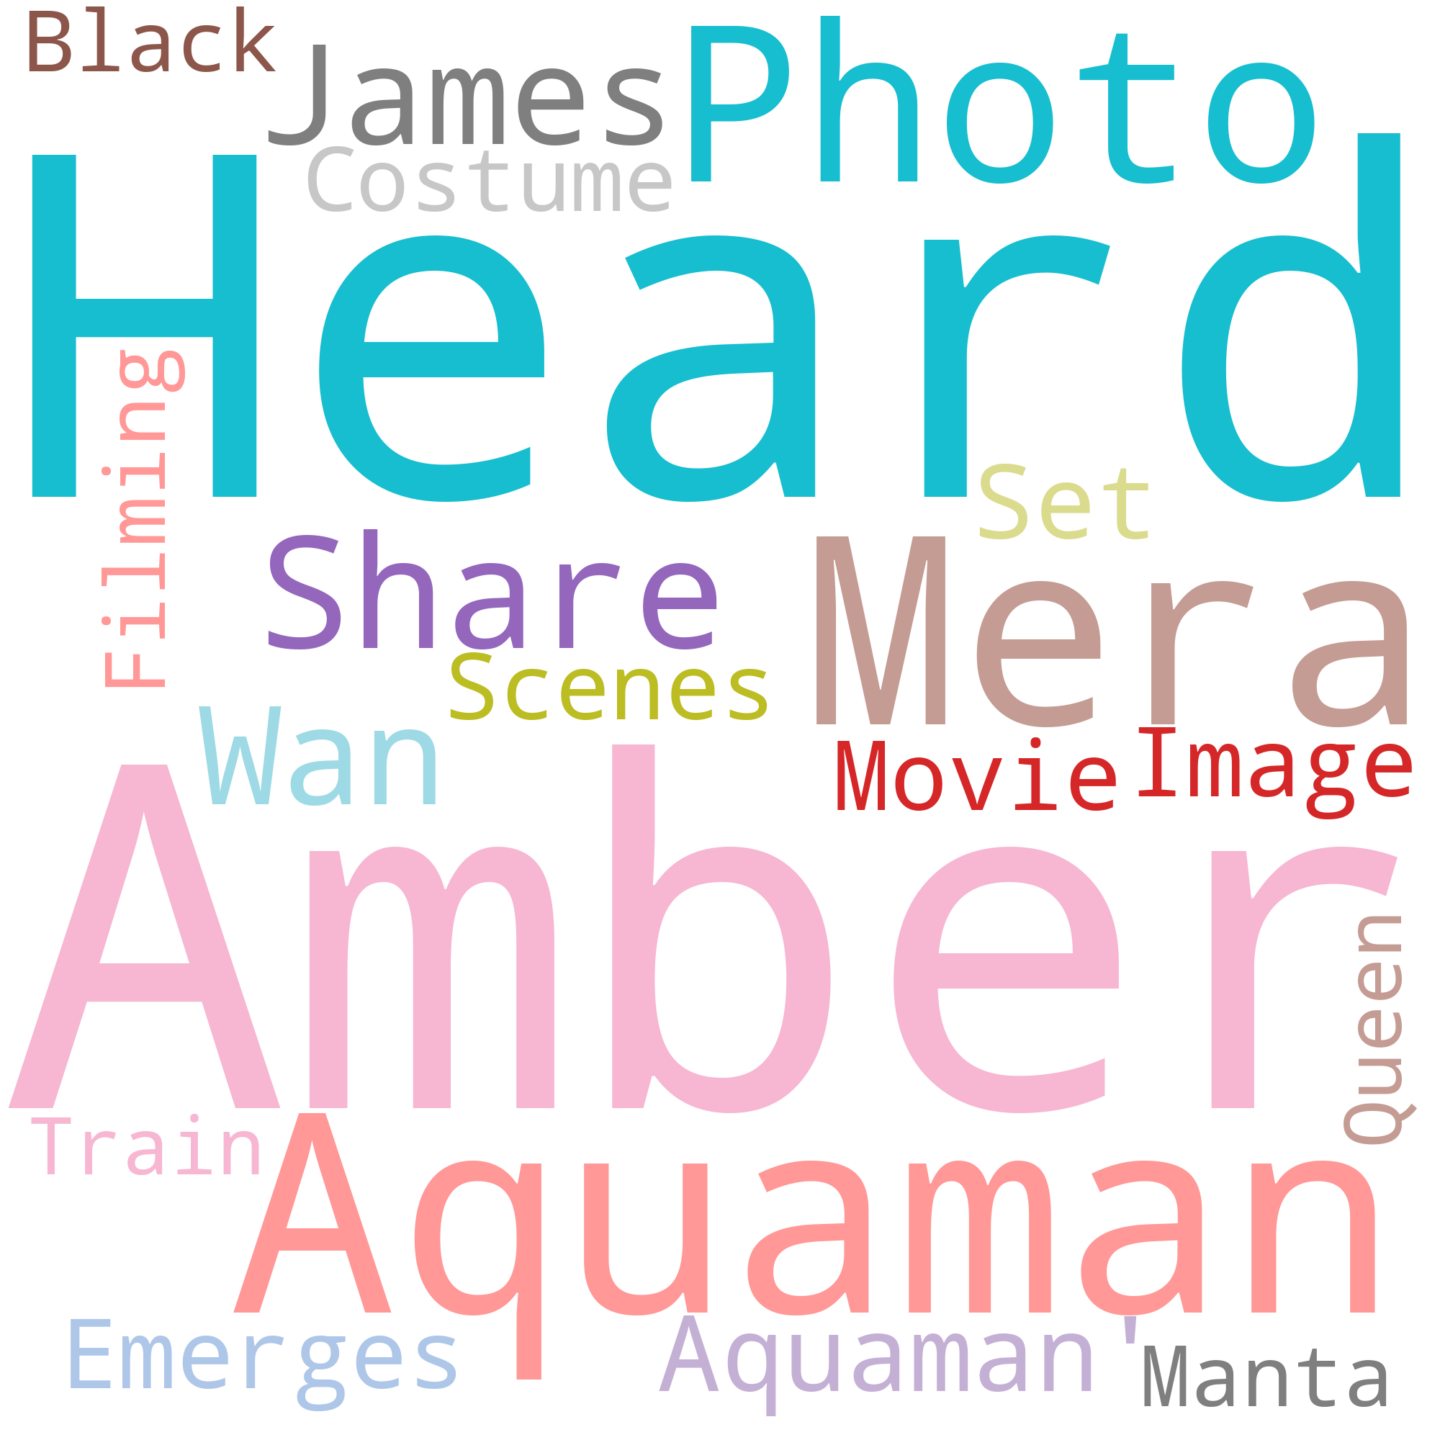 Black
James
Photo
Costume
Heard
Filming
Set
Share
Mera
Scenes
Wan
Movie
Image
Amber
Queen
Train
Aquaman
Emerges
Aquaman'
Manta